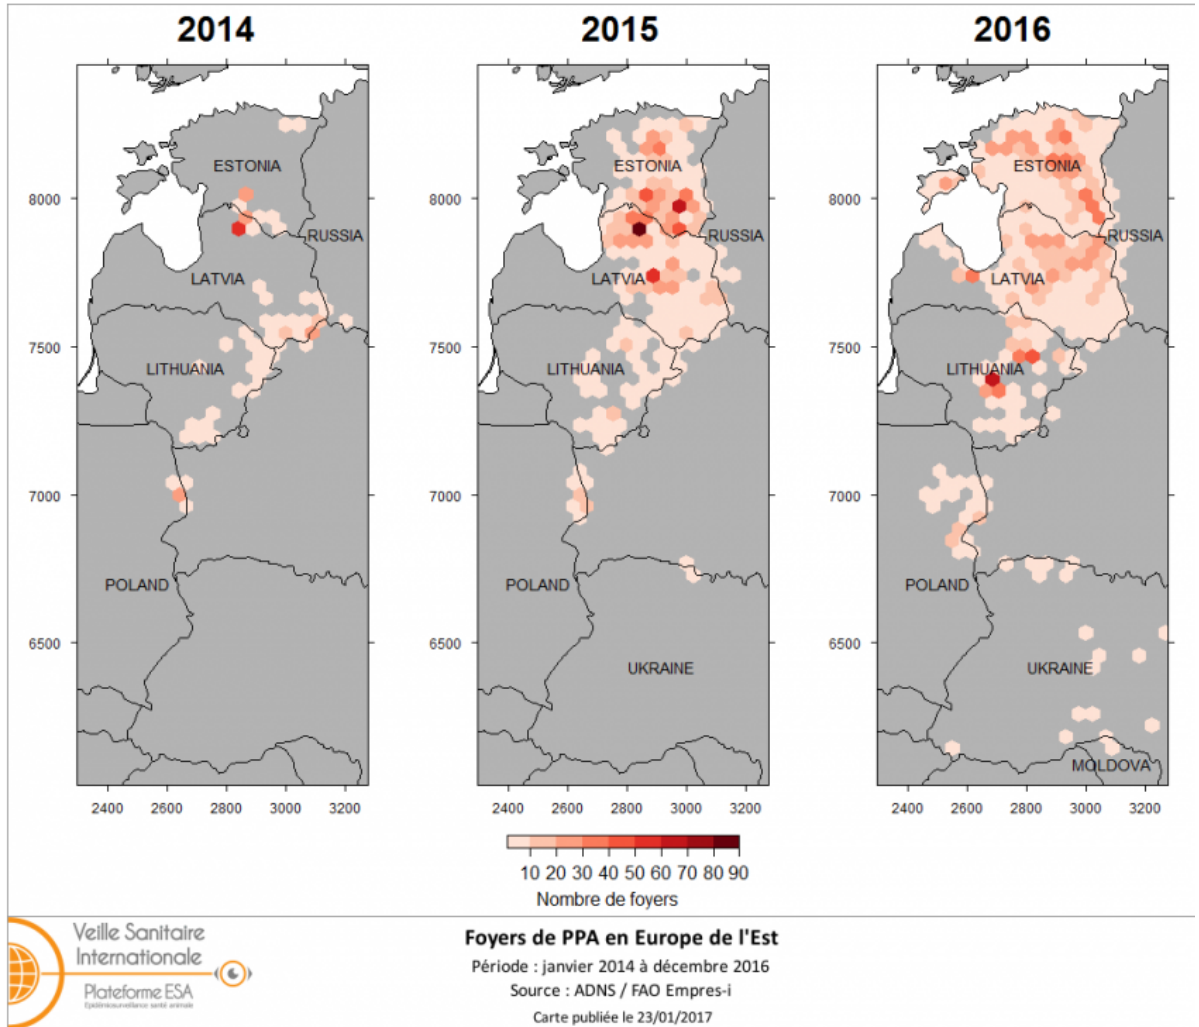 2014
2015
2016
ESTONIA
ESTONIA
ESTONIA
8000
8000
8000
RUSSIA
RUSSIA
RUSSIA
LATVIA
LATVIA
LATVIA
7500
7500
7500
LITHUANIA
LITHUANIA
LITHUANIA
7000
7000
7000
POLAND
POLAND
POLAND
6500
6500
6500
UKRAINE
UKRAINE
MOLDOVA
2400 2600 2800 3000 3200
2400 2600 2800 3000 3200
2400 2600 2800 3000 3200
10 20 30 40 50 60 70 80 90
Nombre de foyers
Veille Sanitaire
Internationale
Plateforme ESA
Epidémiosurveillance santé animale
Foyers de PPA en Europe de l'Est
Période : janvier 2014 à décembre 2016
Source : ADNS / FAO Empres-i
Carte publiée le 23/01/2017